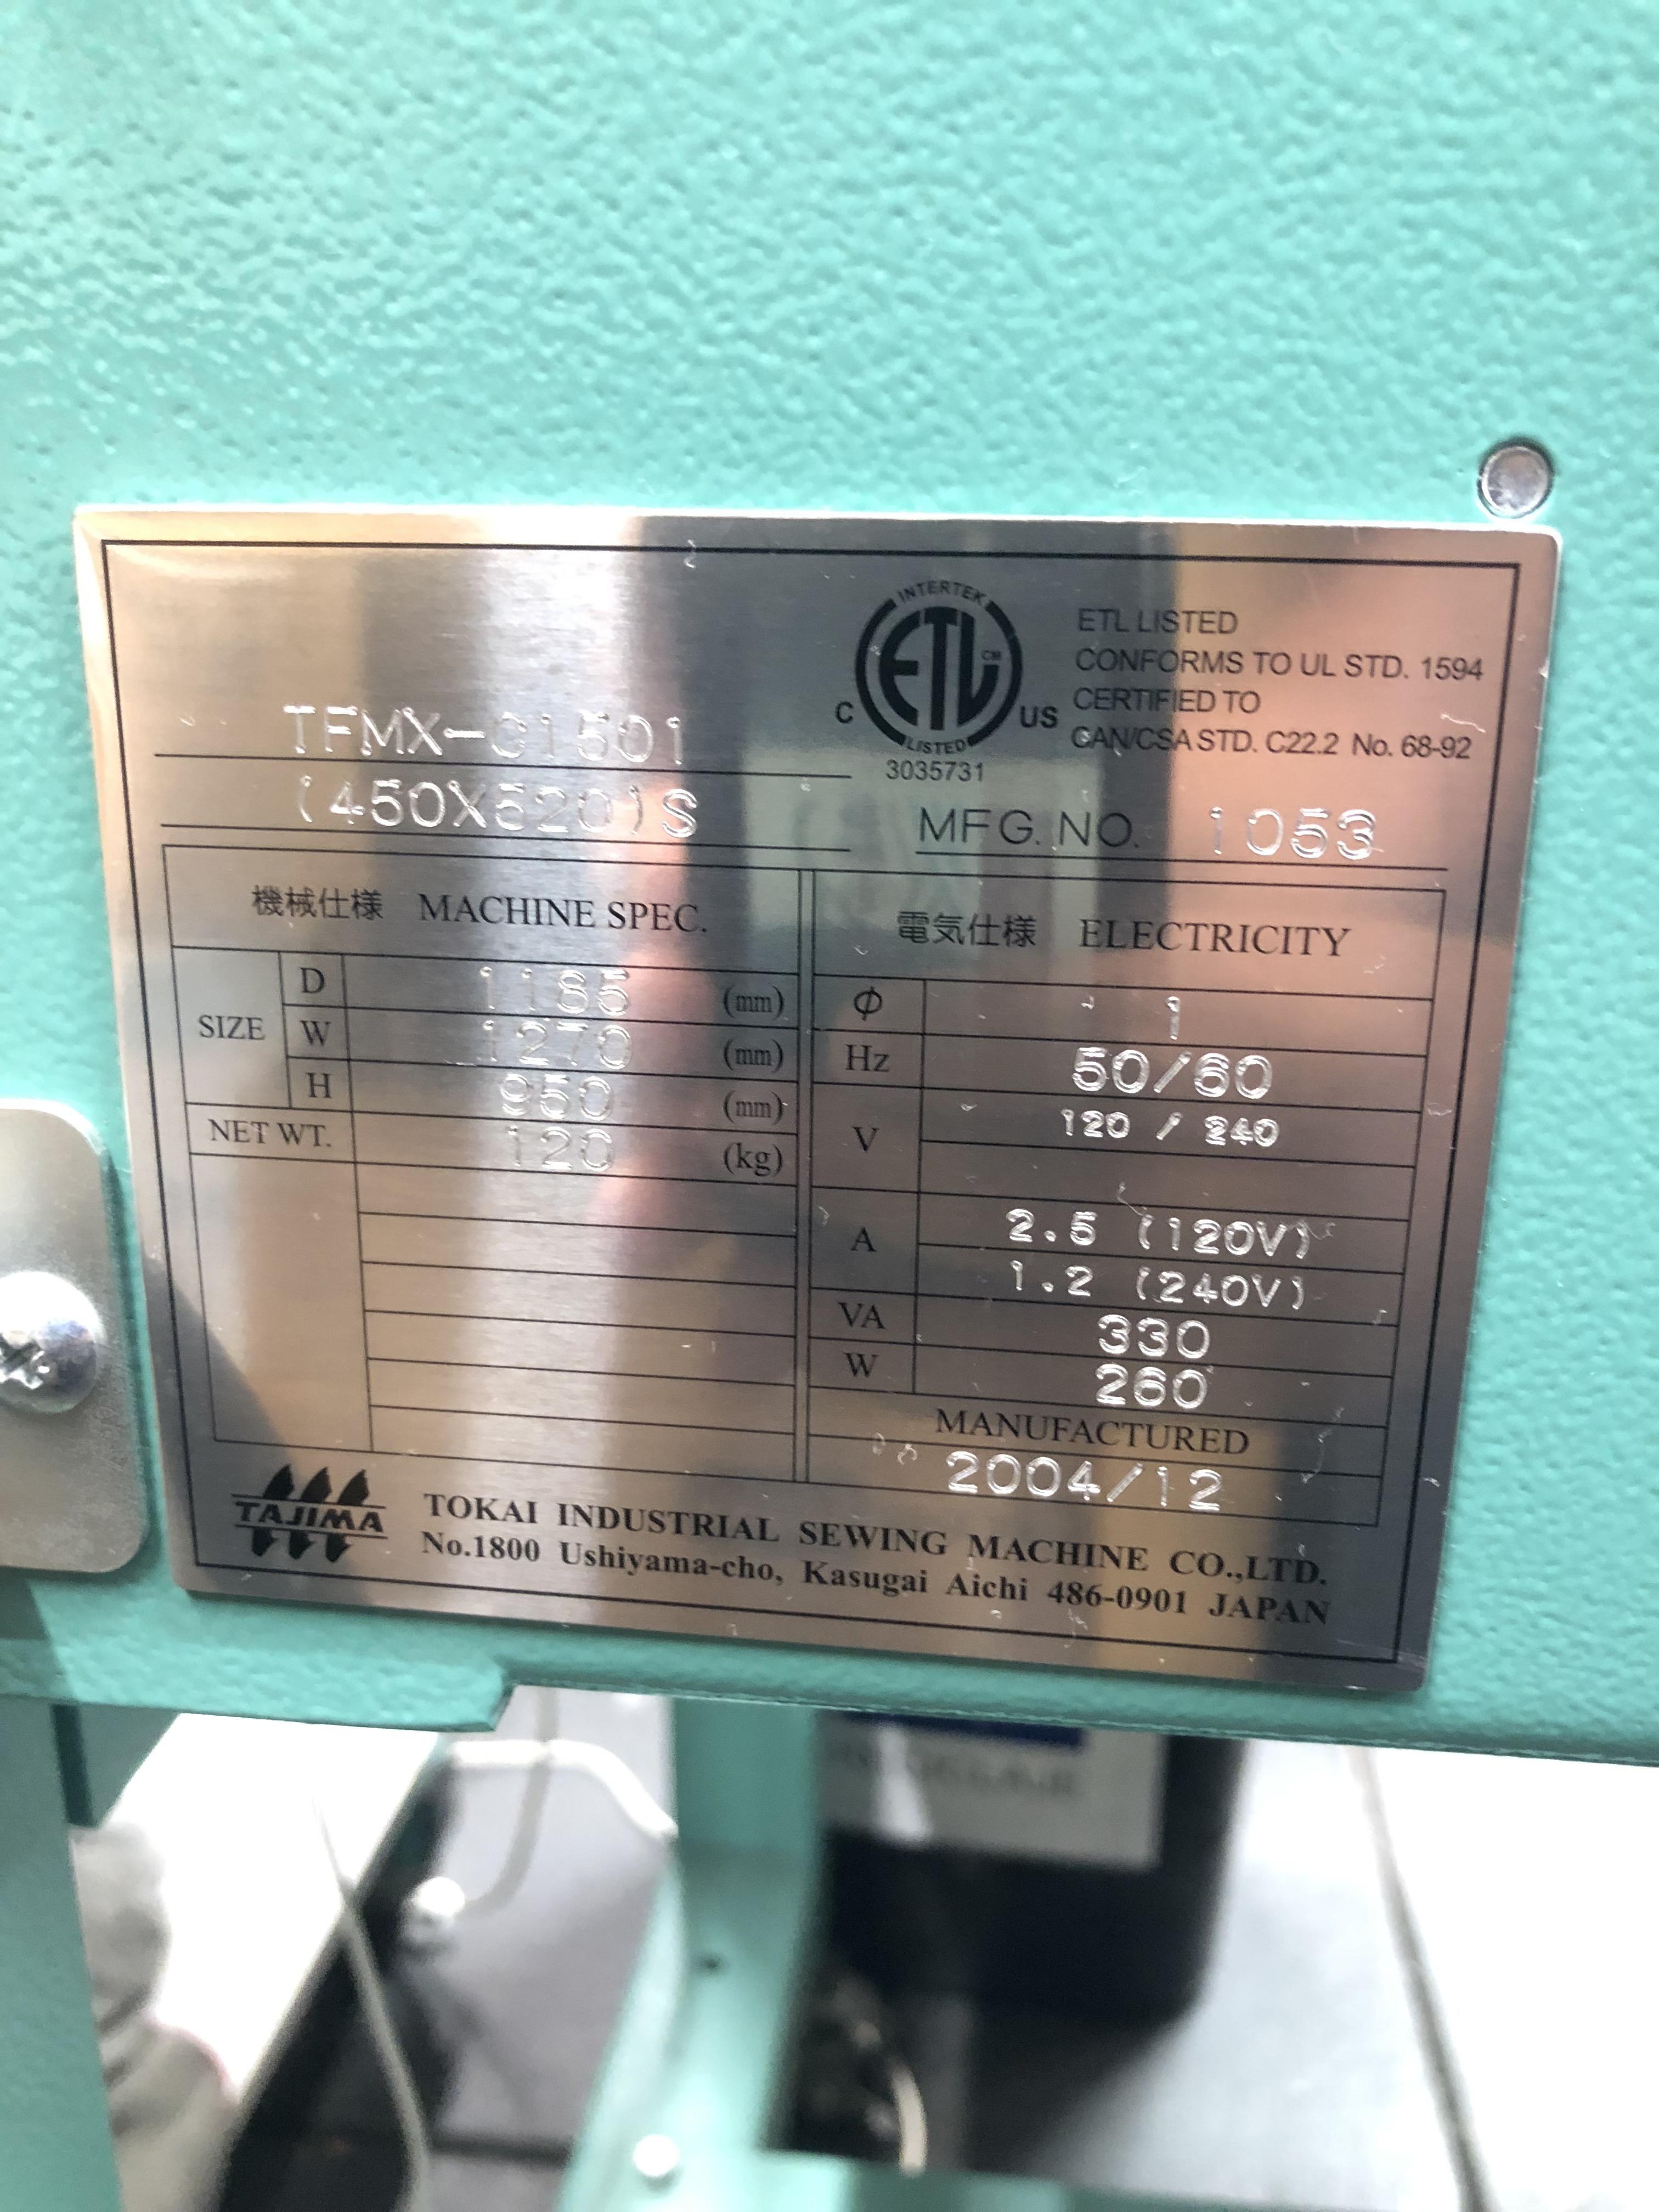 INTERTEK
ETL CM
C US
LISTED
3035731
ETL LISTED
CONFORMS TO UL STD. 1594
CERTIFIED TO
CAN/CSA STD. C22.2 No. 68-92
TFMX-C1501
(450X520)S
MFG. NO. 1053
機械仕様 MACHINE SPEC.
SIZE
D 1185 (mm)
W 1270 (mm)
H 950 (mm)
NET WT. 120 (kg)
電気仕様 ELECTRICITY
Φ 1
Hz 50/60
V 120 / 240
A 2.5 (120V)
1.2 (240V)
VA 330
W 260
MANUFACTURED
2004/12
TAJIMA
TOKAI INDUSTRIAL SEWING MACHINE CO.,LTD.
No.1800 Ushiyama-cho, Kasugai Aichi 486-0901 JAPAN